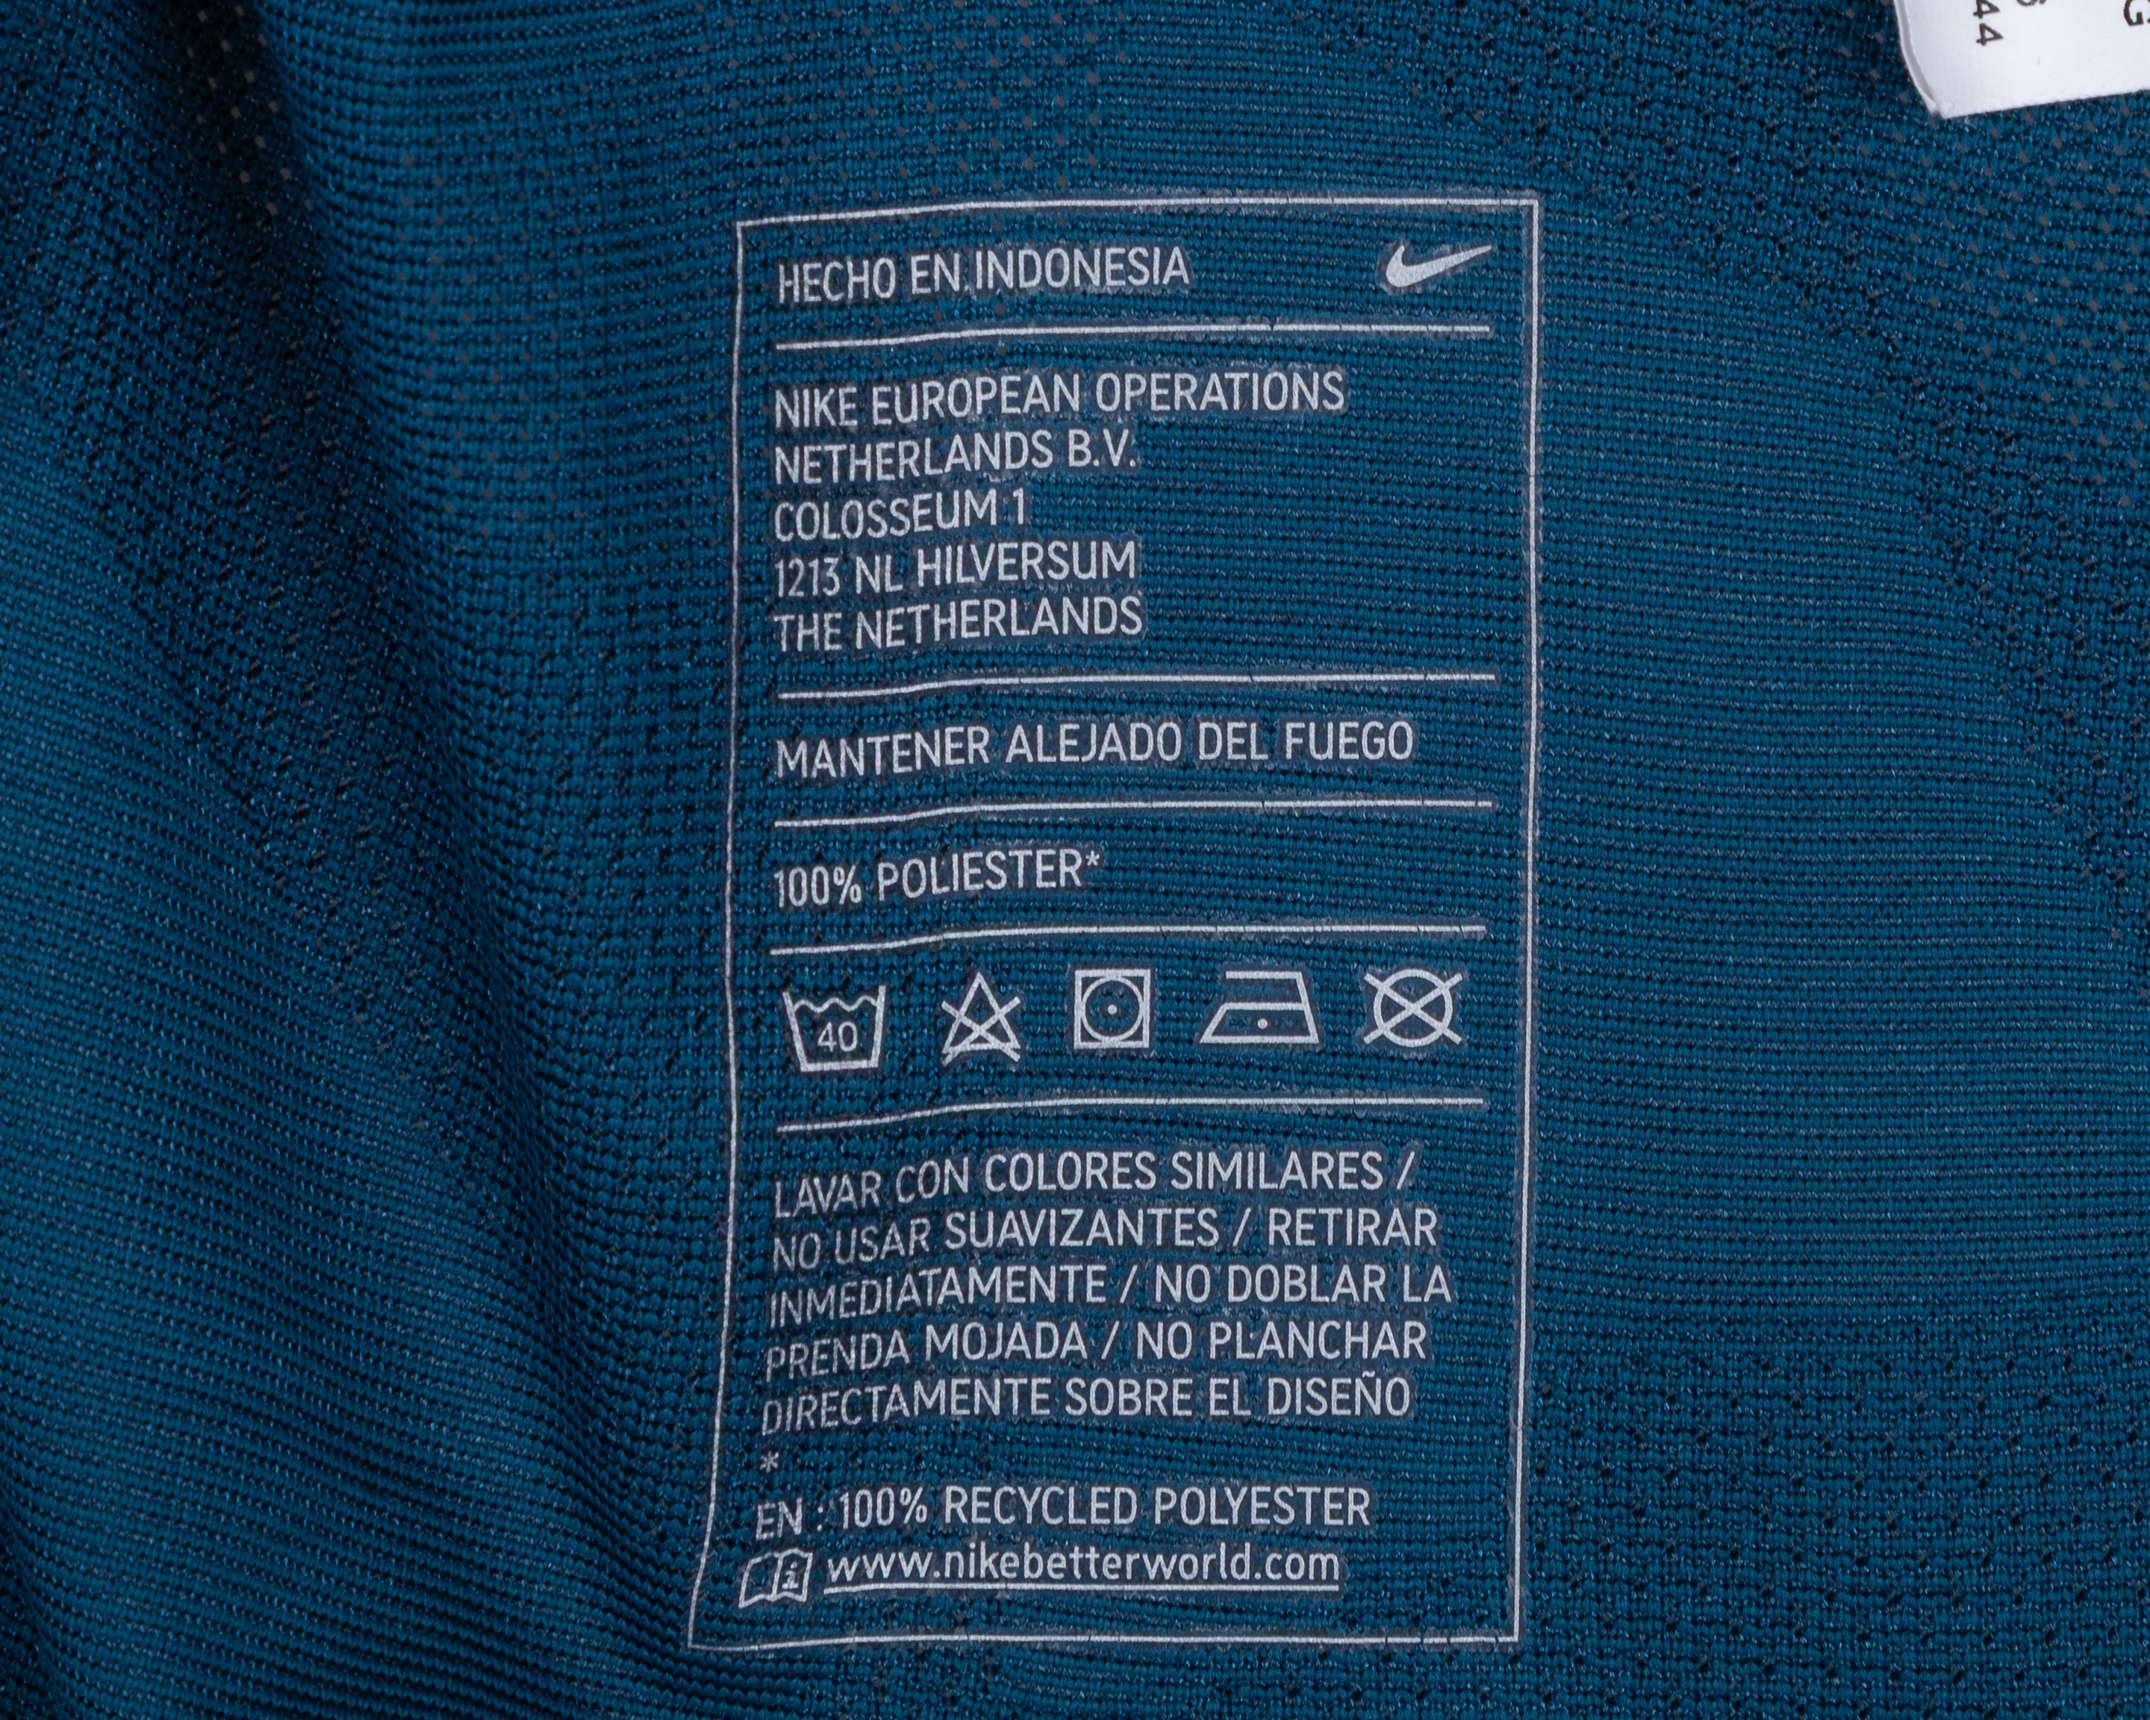 44
G
HECHO EN INDONESIA
NIKE EUROPEAN OPERATIONS
NETHERLANDS B.V.
COLOSSEUM 1
1213 NL HILVERSUM
THE NETHERLANDS
MANTENER ALEJADO DEL FUEGO
100% POLIESTER*
40
LAVAR CON COLORES SIMILARES /
NO USAR SUAVIZANTES / RETIRAR
INMEDIATAMENTE / NO DOBLAR LA
PRENDA MOJADA / NO PLANCHAR
DIRECTAMENTE SOBRE EL DISEÑO
*
EN : 100% RECYCLED POLYESTER
www.nikebetterworld.com